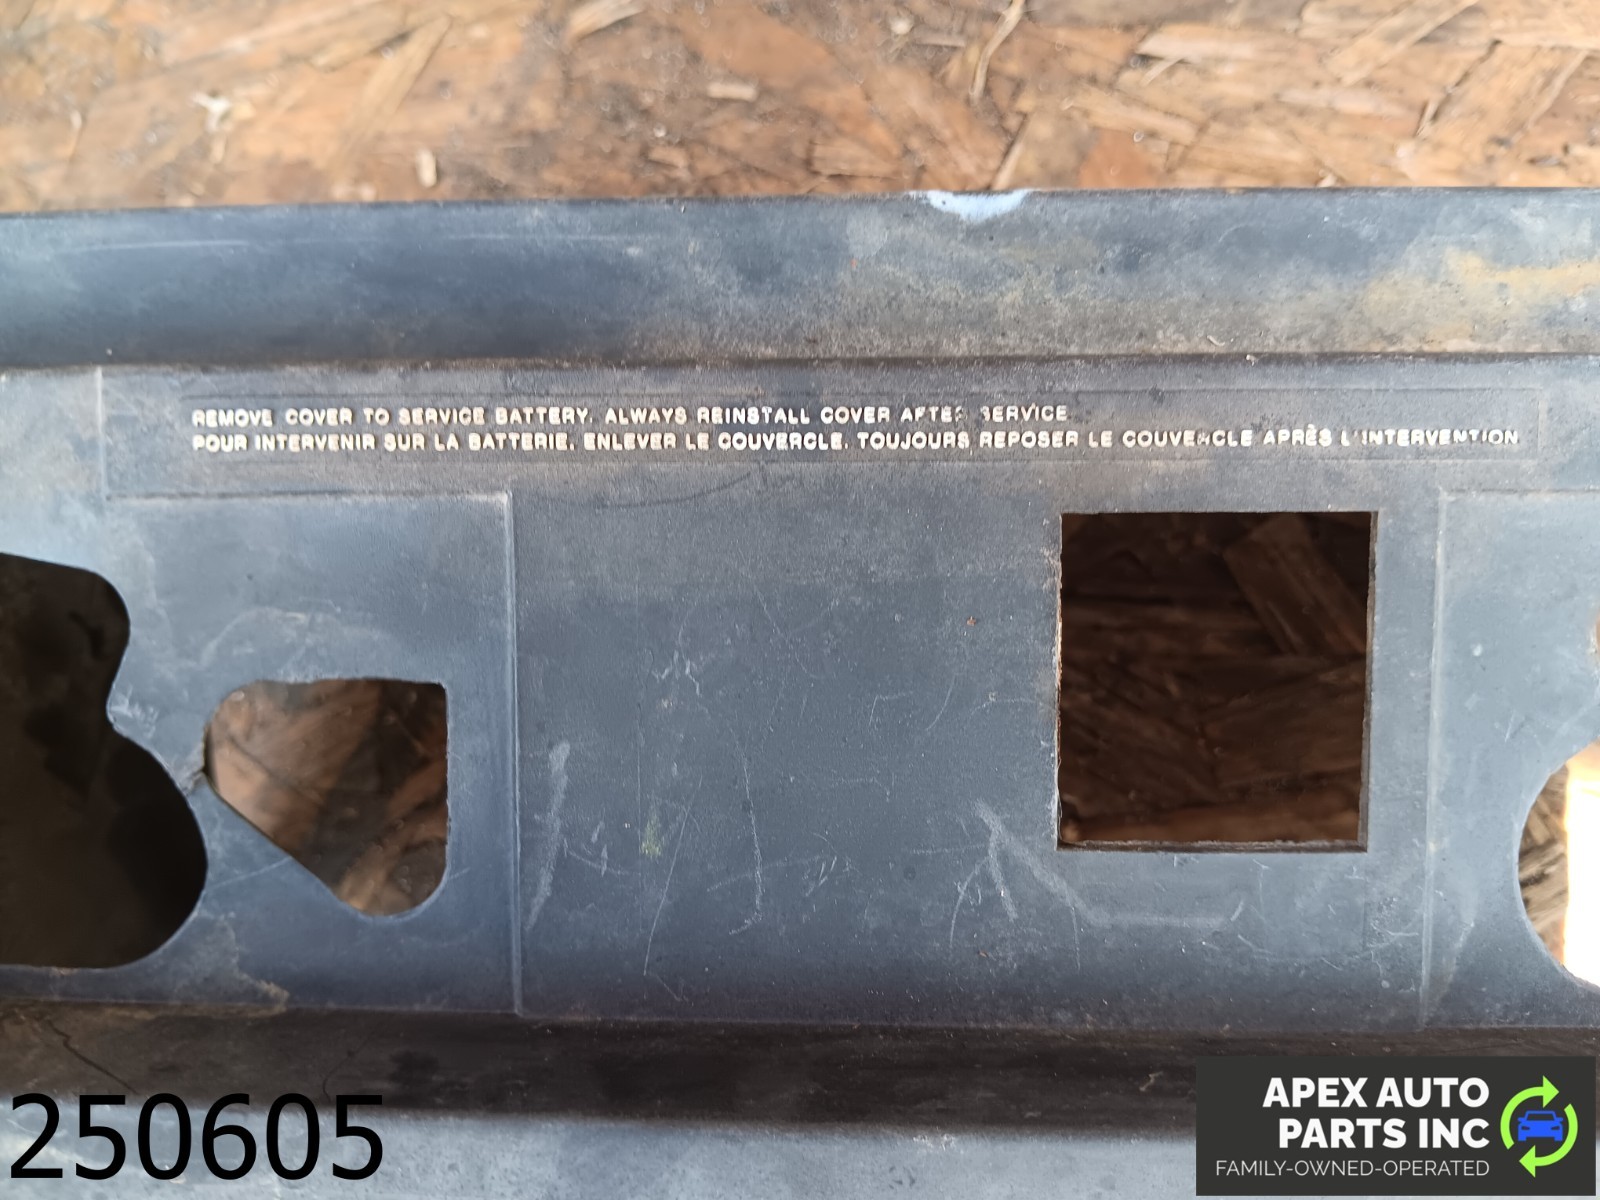 REMOVE COVER TO SERVICE BATTERY, ALWAYS REINSTALL COVER AFTER SERVICE
POUR INTERVENIR SUR LA BATTERIE, ENLEVER LE COUVERCLE, TOUJOURS REPOSER LE COUVERCLE APRÈS L'INTERVENTION
250605
APEX AUTO
PARTS INC
FAMILY-OWNED-OPERATED